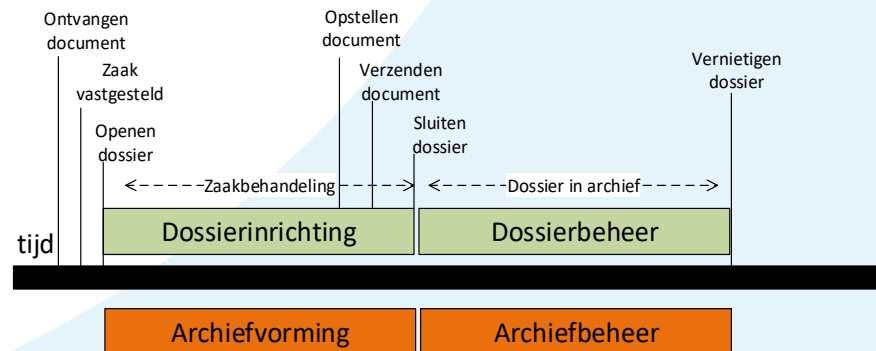 Ontvangen
document
Zaak
vastgesteld
Openen
dossier
Opstellen
document
Verzenden
document
Sluiten
dossier
Vernietigen
dossier
Zaakbehandeling
Dossier in archief
Dossierinrichting
Dossierbeheer
tijd
Archiefvorming
Archiefbeheer